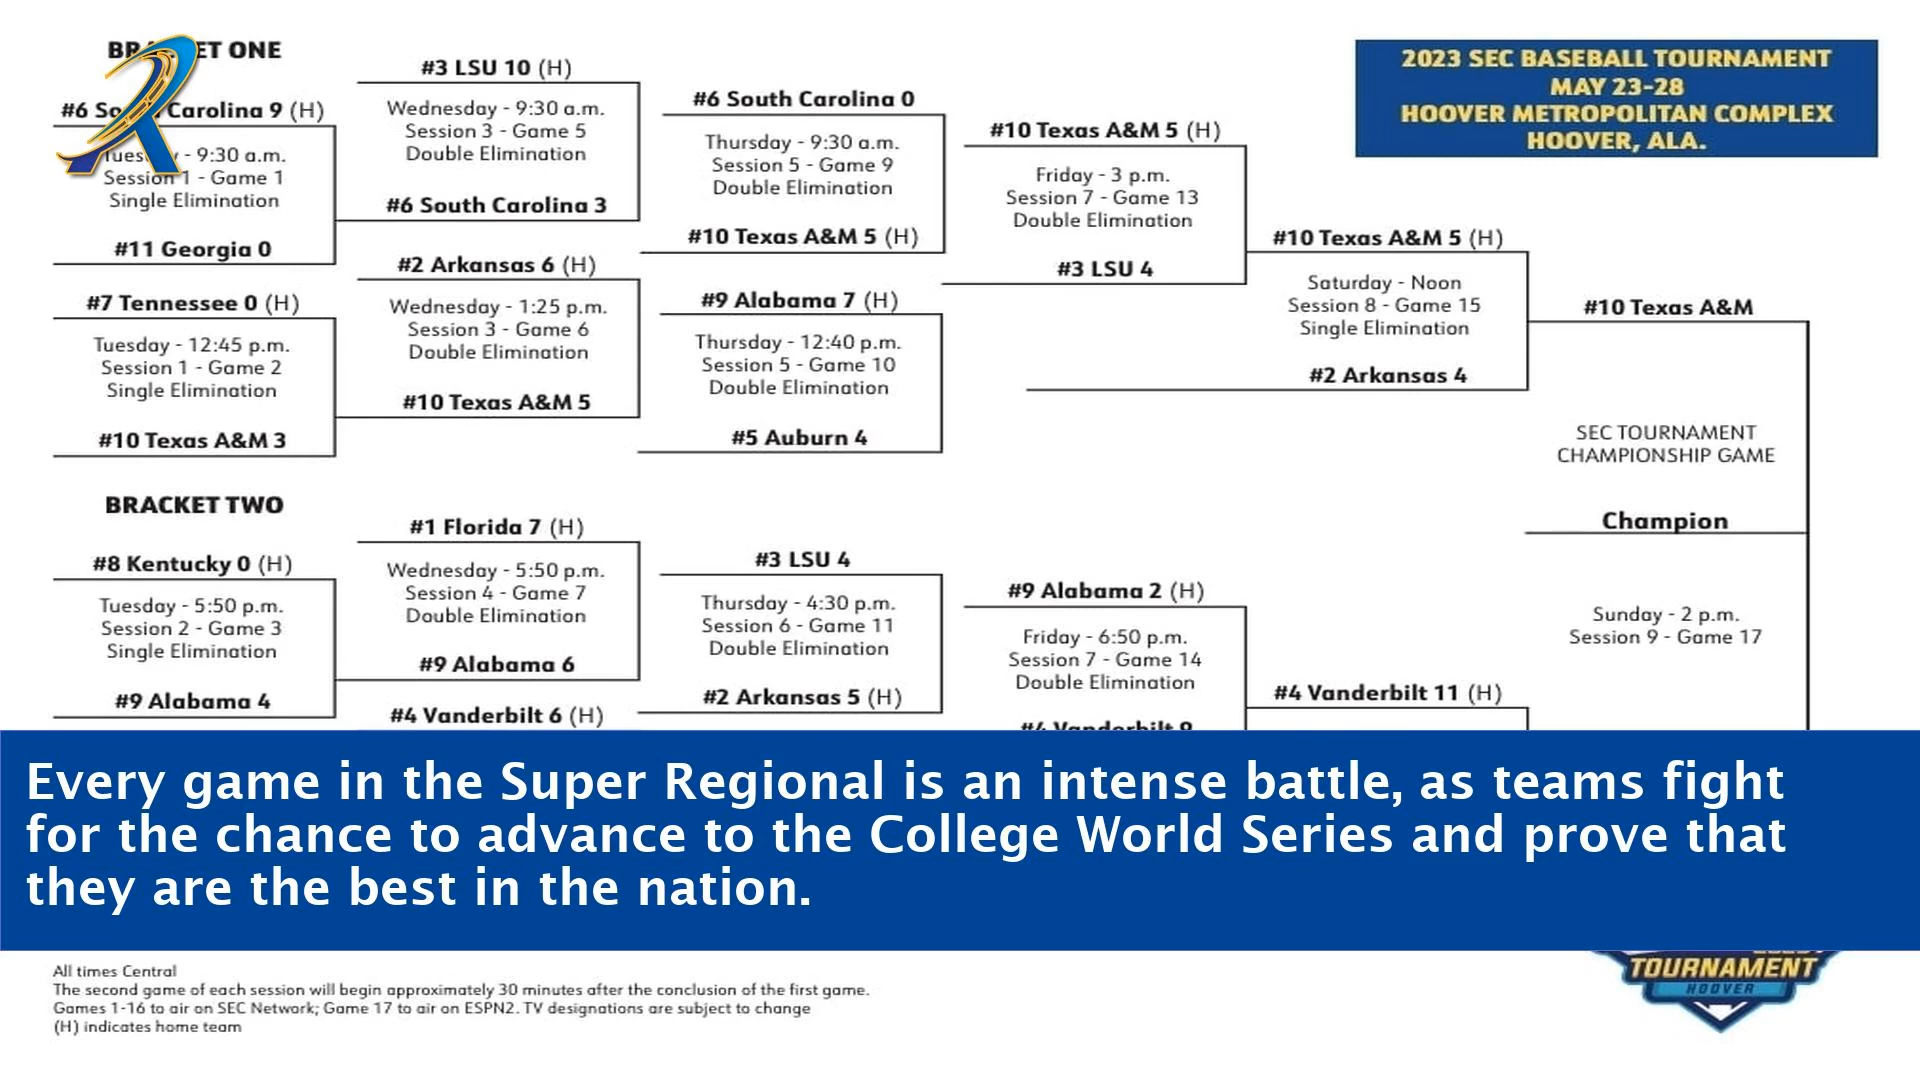 BRACKET ONE
#6 South Carolina 9 (H)
Tuesday - 9:30 a.m.
Session 1 - Game 1
Single Elimination
#11 Georgia 0
#7 Tennessee 0 (H)
Tuesday - 12:45 p.m.
Session 1 - Game 2
Single Elimination
#10 Texas A&M 3
#3 LSU 10 (H)
Wednesday - 9:30 a.m.
Session 3 - Game 5
Double Elimination
#6 South Carolina 3
#2 Arkansas 6 (H)
Wednesday - 1:25 p.m.
Session 3 - Game 6
Double Elimination
#10 Texas A&M 5
#6 South Carolina 0
Thursday - 9:30 a.m.
Session 5 - Game 9
Double Elimination
#10 Texas A&M 5 (H)
#9 Alabama 7 (H)
Thursday - 12:40 p.m.
Session 5 - Game 10
Double Elimination
#5 Auburn 4
#10 Texas A&M 5 (H)
Friday - 3 p.m.
Session 7 - Game 13
Double Elimination
#3 LSU 4
#10 Texas A&M 5 (H)
Saturday - Noon
Session 8 - Game 15
Single Elimination
#2 Arkansas 4
2023 SEC BASEBALL TOURNAMENT
MAY 23-28
HOOVER METROPOLITAN COMPLEX
HOOVER, ALA.
#10 Texas A&M
SEC TOURNAMENT
CHAMPIONSHIP GAME
Champion
Sunday - 2 p.m.
Session 9 - Game 17
BRACKET TWO
#8 Kentucky 0 (H)
Tuesday - 5:50 p.m.
Session 2 - Game 3
Single Elimination
#9 Alabama 4
#1 Florida 7 (H)
Wednesday - 5:50 p.m.
Session 4 - Game 7
Double Elimination
#9 Alabama 6
#4 Vanderbilt 6 (H)
#3 LSU 4
Thursday - 4:30 p.m.
Session 6 - Game 11
Double Elimination
#2 Arkansas 5 (H)
#9 Alabama 2 (H)
Friday - 6:50 p.m.
Session 7 - Game 14
Double Elimination
#4 Vanderbilt
#4 Vanderbilt 11 (H)
Every game in the Super Regional is an intense battle, as teams fight
for the chance to advance to the College World Series and prove that
they are the best in the nation.
All times Central
The second game of each session will begin approximately 30 minutes after the conclusion of the first game.
Games 1-16 to air on SEC Network; Game 17 to air on ESPN2. TV designations are subject to change
(H) indicates home team
TOURNAMENT
HOOVER